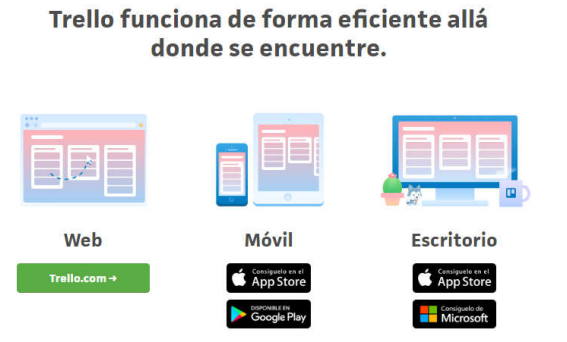 Trello funciona de forma eficiente allá
donde se encuentre.
Web
Móvil
Escritorio
Trello.com→
Consíguelo en el
App Store
Consíguelo en el
App Store
DISPONIBLE EN
Google Play
Consíguelo de
Microsoft